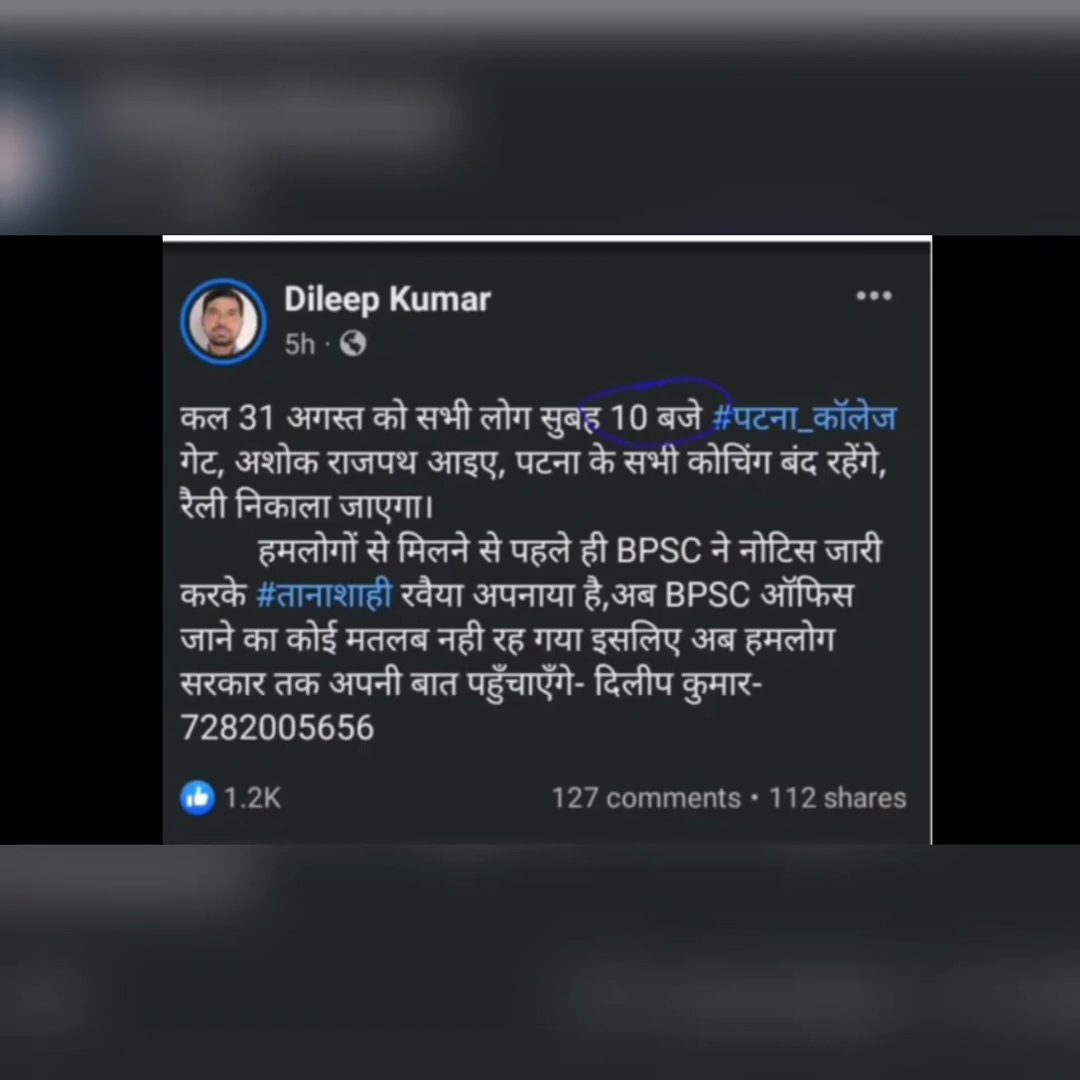 Dileep Kumar
5h ·
कल 31 अगस्त को सभी लोग सुबह 10 बजे #पटना_कॉलेज
गेट, अशोक राजपथ आइए, पटना के सभी कोचिंग बंद रहेंगे,
रैली निकाला जाएगा।
हमलोगों से मिलने से पहले ही BPSC ने नोटिस जारी
करके #तानाशाही रवैया अपनाया है,अब BPSC ऑफिस
जाने का कोई मतलब नही रह गया इसलिए अब हमलोग
सरकार तक अपनी बात पहुँचाएँगे- दिलीप कुमार-
7282005656
1.2K 127 comments • 112 shares